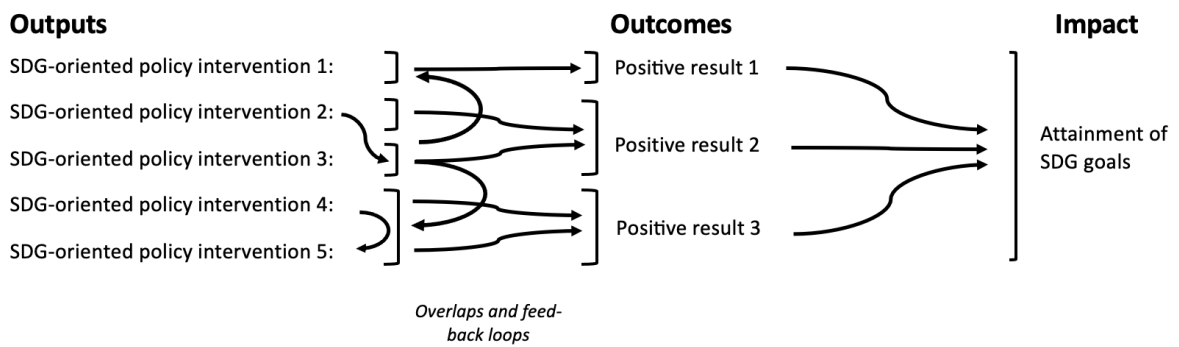 Outputs
Outcomes
Impact
SDG-oriented policy intervention 1:
SDG-oriented policy intervention 2:
SDG-oriented policy intervention 3:
SDG-oriented policy intervention 4:
SDG-oriented policy intervention 5:
Positive result 1
Positive result 2
Positive result 3
Attainment of
SDG goals
Overlaps and feed-
back loops